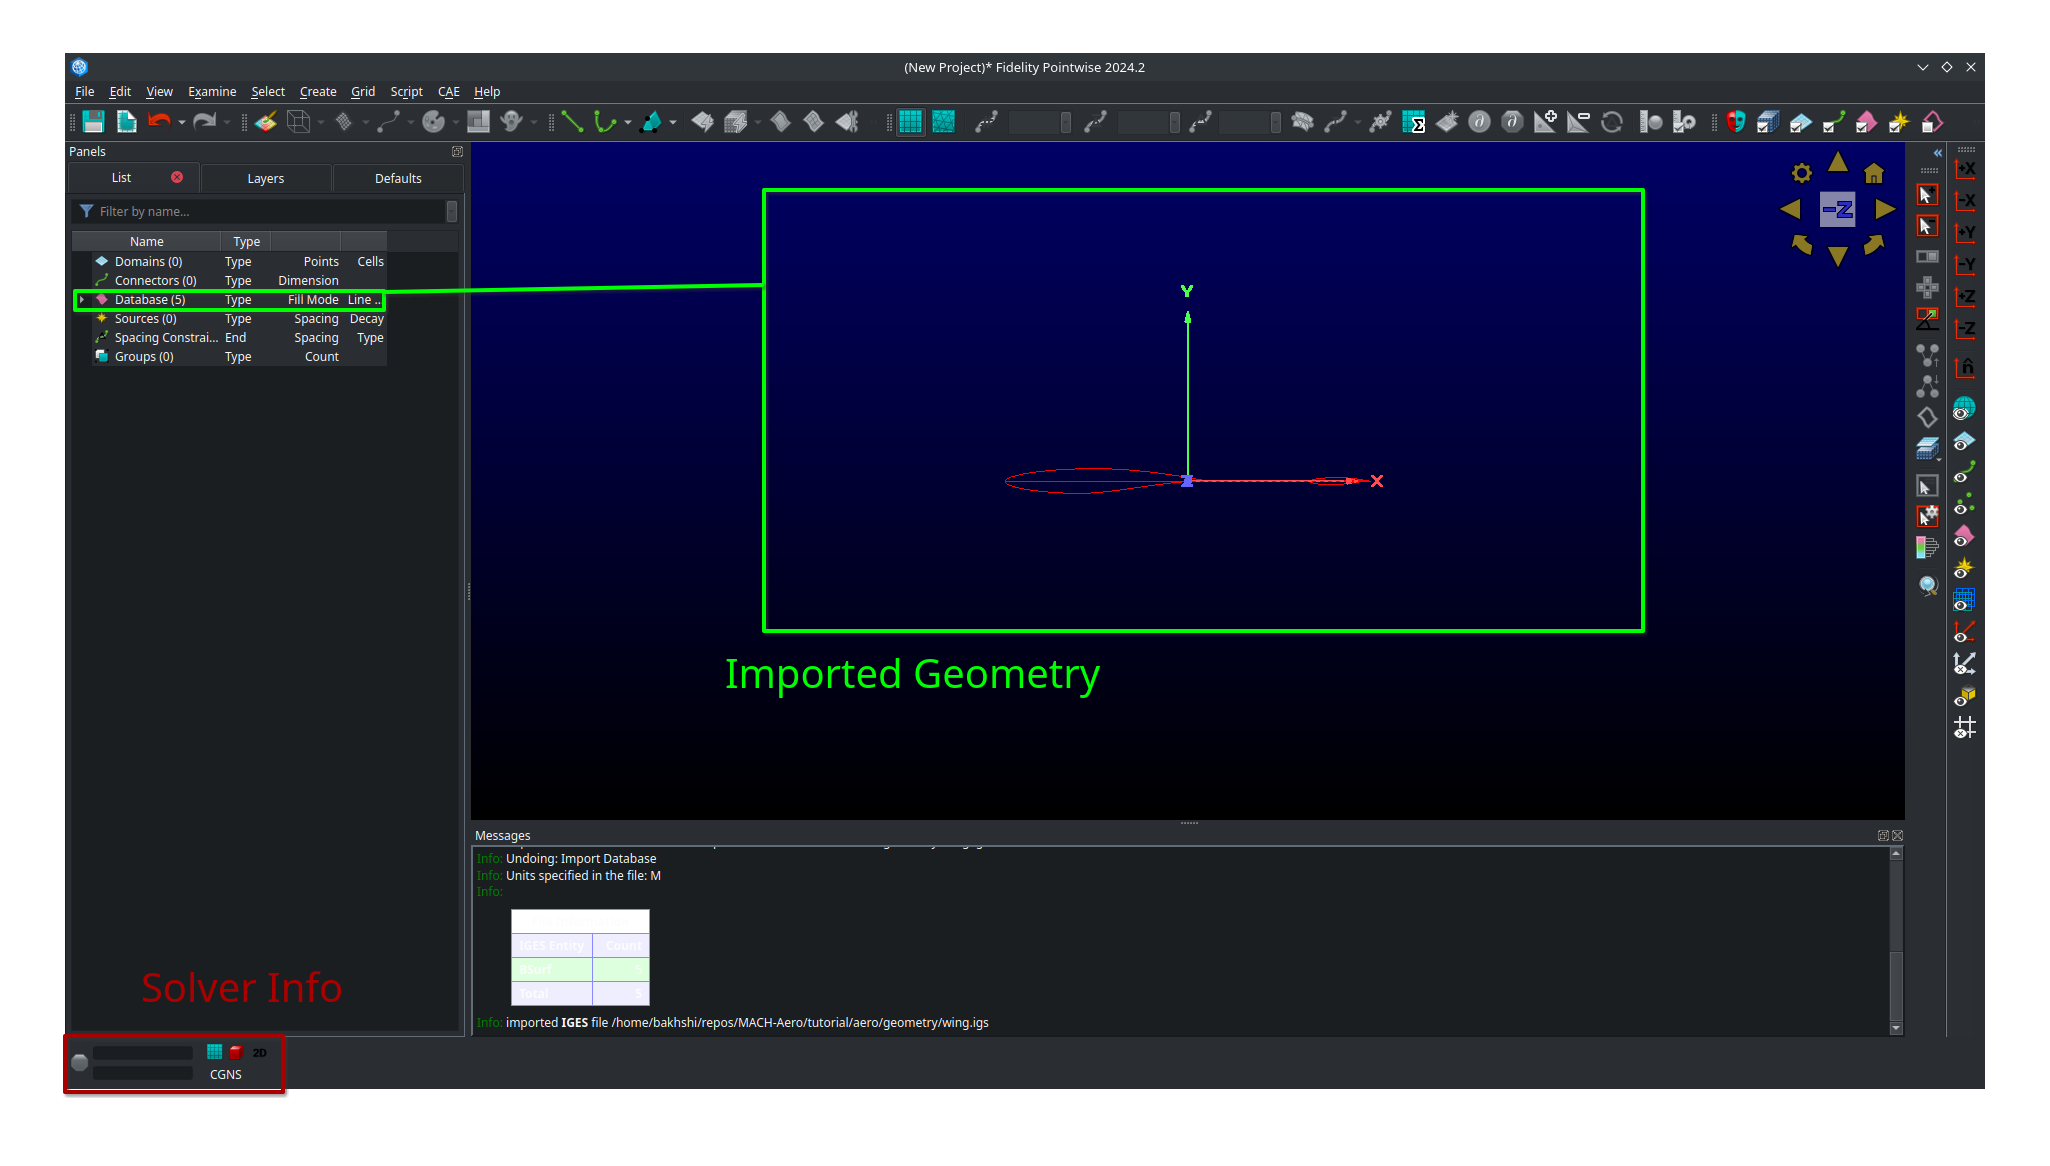 (New Project)* Fidelity Pointwise 2024.2
File Edit View Examine Select Create Grid Script CAE Help
Panels
List Layers Defaults
Filter by name...
Name Type
Domains (0) Type Points Cells
Connectors (0) Type Dimension
Database (5) Type Fill Mode Line ...
Sources (0) Type Spacing Decay
Spacing Constrai... End Spacing Type
Groups (0) Type Count
-Z
Y
Z X
Imported Geometry
+X
-X
+Y
-Y
+Z
-Z
n̂
Messages
Info: Undoing: Import Database
Info: Units specified in the file: M
Info:
IGES Entity Count
BSurf 5
Total 5
Info: imported IGES file /home/bakhshi/repos/MACH-Aero/tutorial/aero/geometry/wing.igs
Solver Info
2D
CGNS